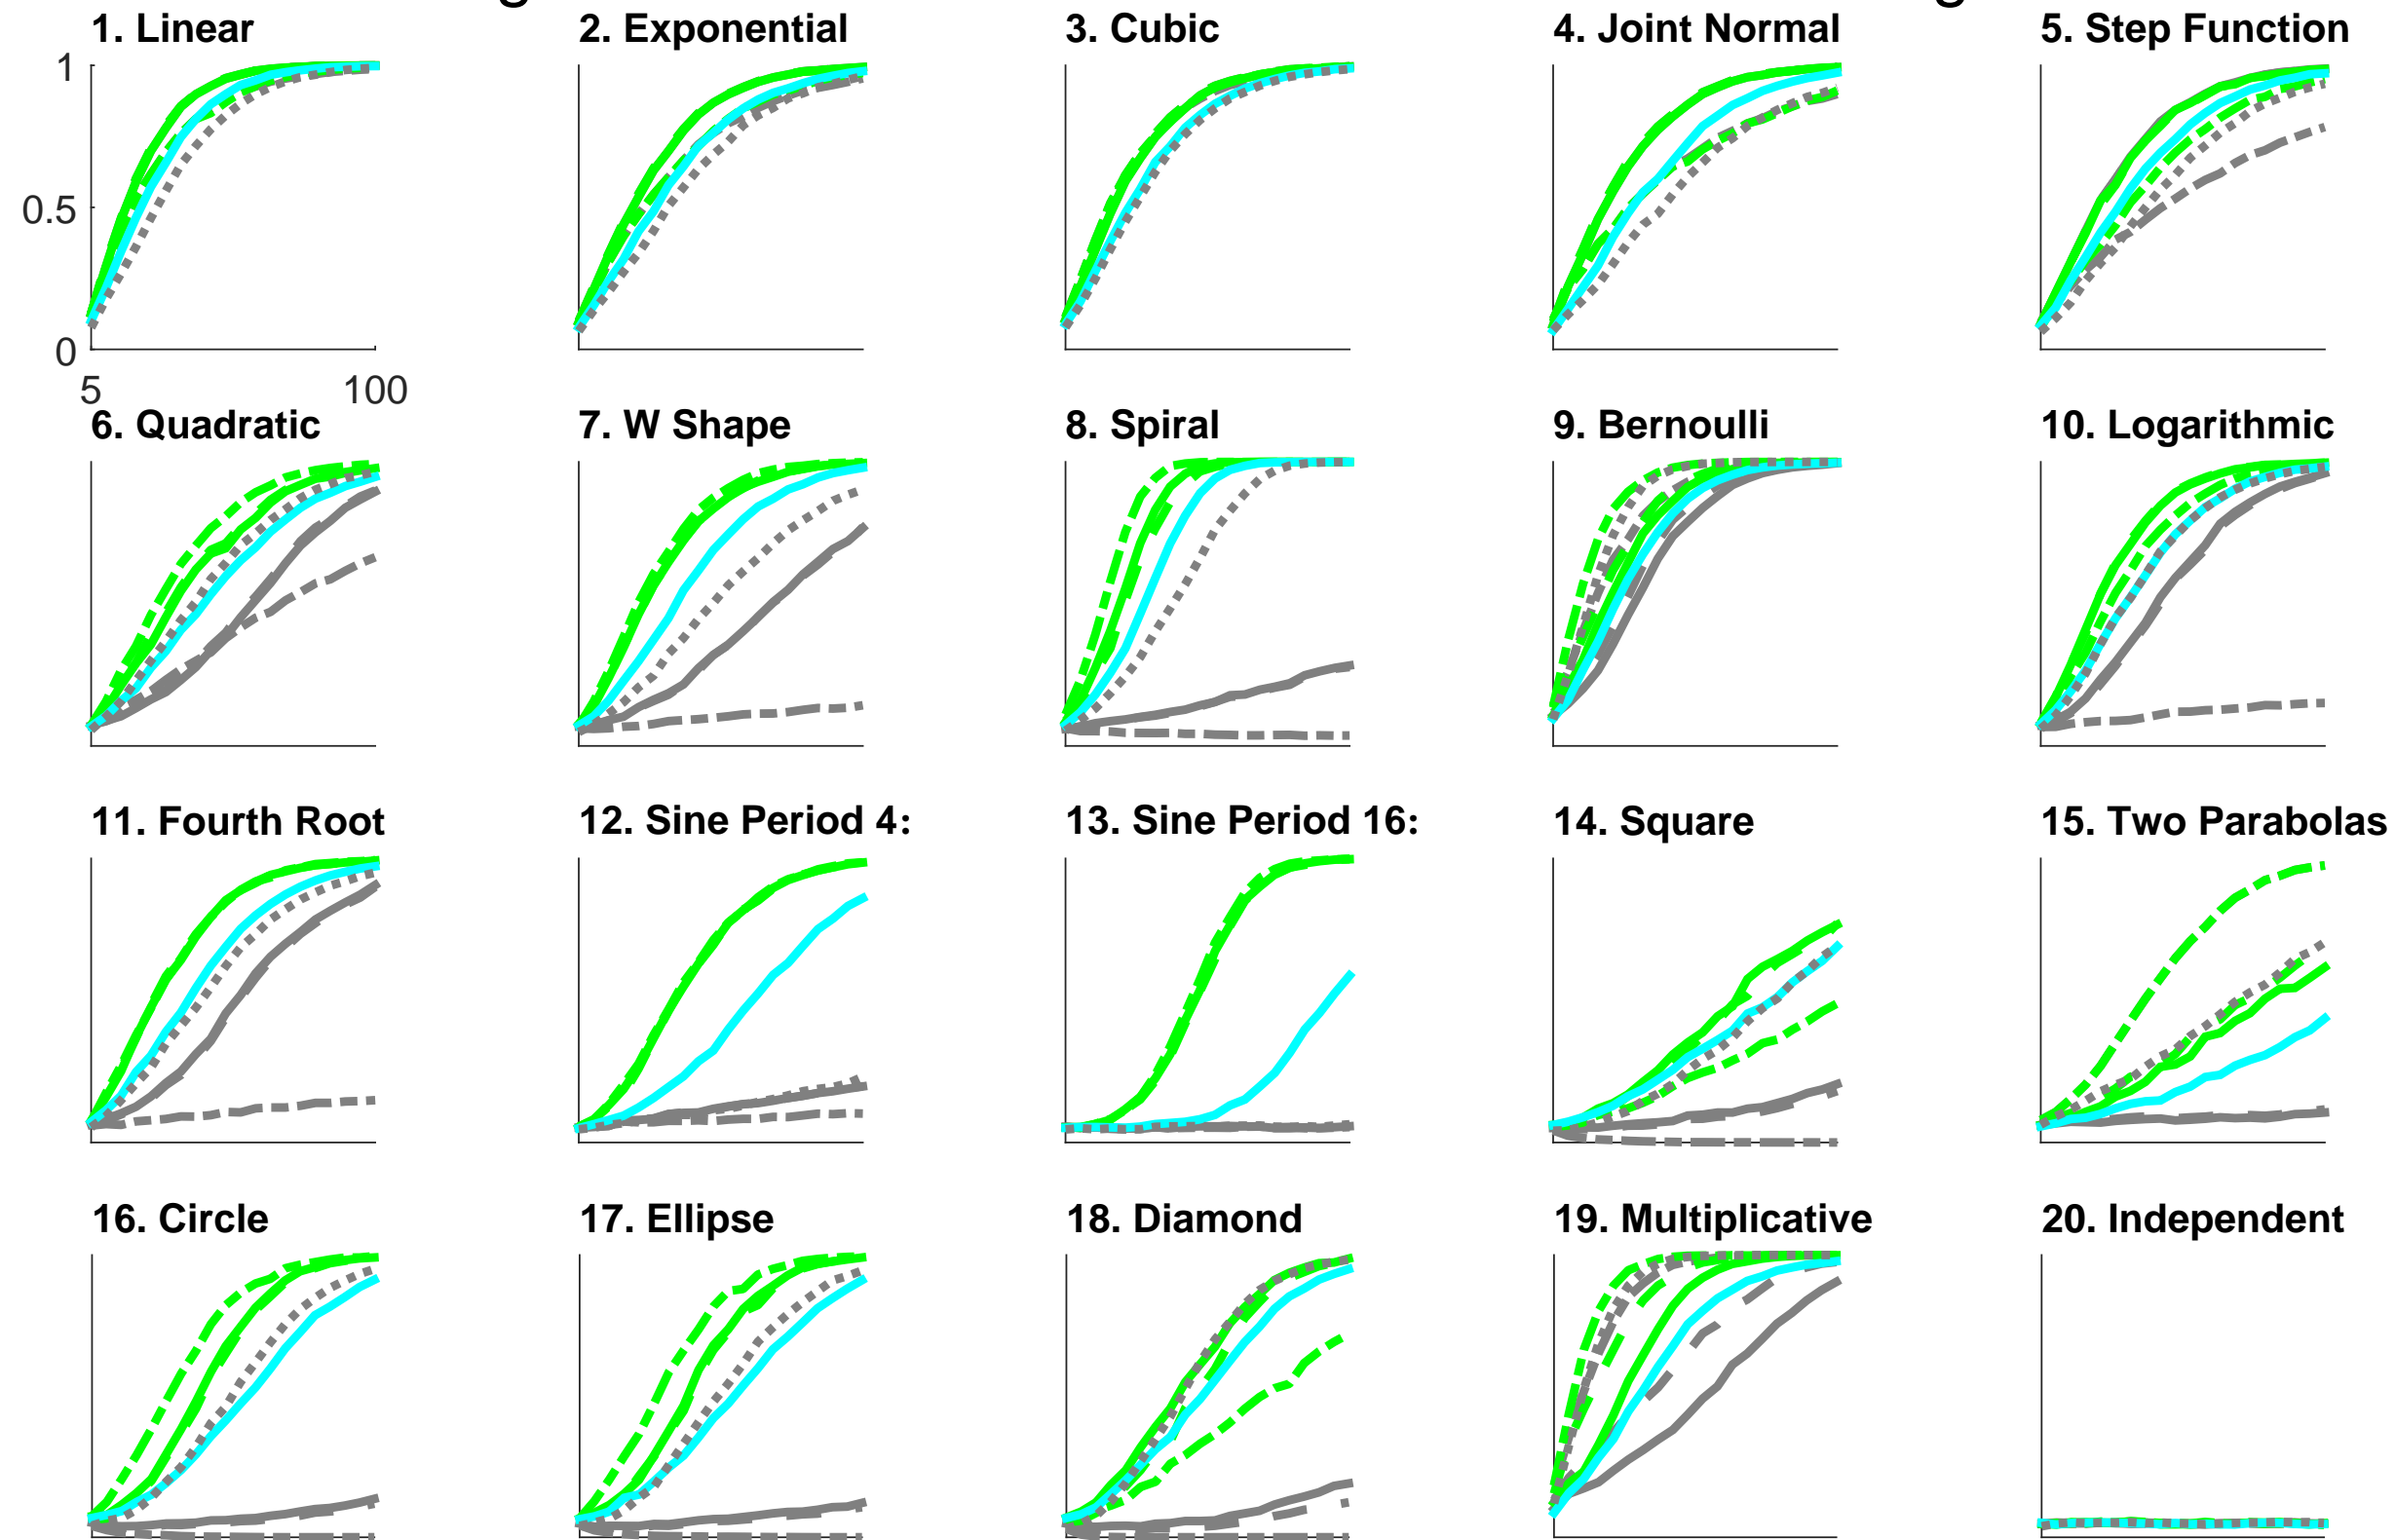 1. Linear
2. Exponential
3. Cubic
4. Joint Normal
5. Step Function
1
0.5
0
5
100
6. Quadratic
7. W Shape
8. Spiral
9. Bernoulli
10. Logarithmic
11. Fourth Root
12. Sine Period 4:
13. Sine Period 16:
14. Square
15. Two Parabolas
16. Circle
17. Ellipse
18. Diamond
19. Multiplicative
20. Independent